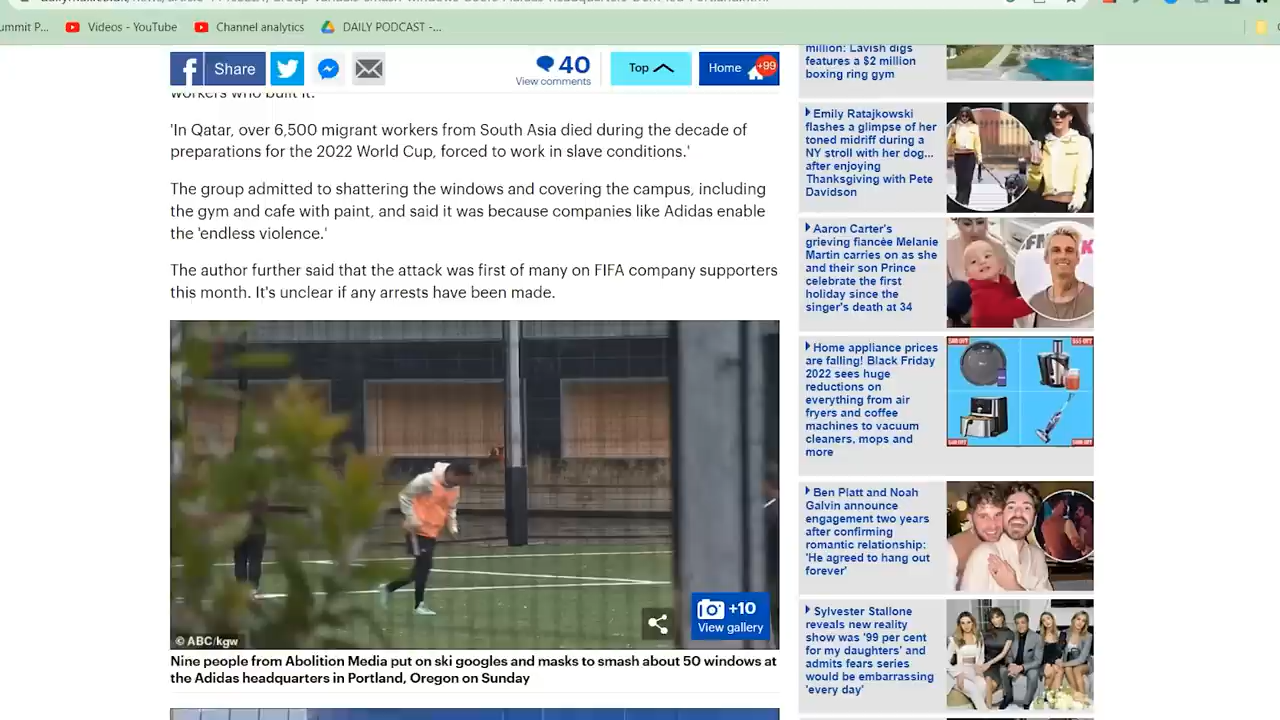 ummit P...
Videos - YouTube
Channel analytics
DAILY PODCAST -...
Share
40
View comments
Top
Home
+99
workers who built it.'
'In Qatar, over 6,500 migrant workers from South Asia died during the decade of
preparations for the 2022 World Cup, forced to work in slave conditions.'
The group admitted to shattering the windows and covering the campus, including
the gym and cafe with paint, and said it was because companies like Adidas enable
the 'endless violence.'
The author further said that the attack was first of many on FIFA company supporters
this month. It's unclear if any arrests have been made.
© ABC/kgw
+10
View gallery
Nine people from Abolition Media put on ski googles and masks to smash about 50 windows at
the Adidas headquarters in Portland, Oregon on Sunday
million: Lavish digs
features a $2 million
boxing ring gym
Emily Ratajkowski
flashes a glimpse of her
toned midriff during a
NY stroll with her dog...
after enjoying
Thanksgiving with Pete
Davidson
Aaron Carter's
grieving fiancée Melanie
Martin carries on as she
and their son Prince
celebrate the first
holiday since the
singer's death at 34
Home appliance prices
are falling! Black Friday
2022 sees huge
reductions on
everything from air
fryers and coffee
machines to vacuum
cleaners, mops and
more
Ben Platt and Noah
Galvin announce
engagement two years
after confirming
romantic relationship:
'He agreed to hang out
forever'
Sylvester Stallone
reveals new reality
show was '99 per cent
for my daughters' and
admits fears series
would be embarrassing
'every day'